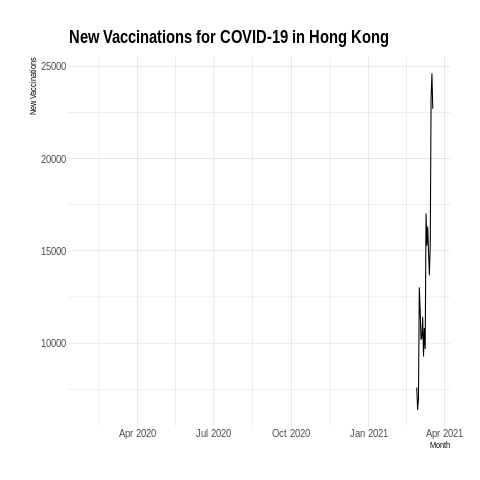 New Vaccinations for COVID-19 in Hong Kong
New Vaccinations
25000
20000
15000
10000
Apr 2020 Jul 2020 Oct 2020 Jan 2021 Apr 2021
Month